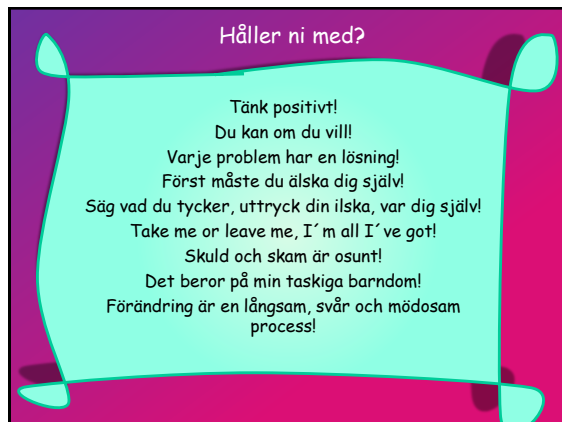 Håller ni med?
Tänk positivt!
Du kan om du vill!
Varje problem har en lösning!
Först måste du älska dig själv!
Säg vad du tycker, uttryck din ilska, var dig själv!
Take me or leave me, I´m all I´ve got!
Skuld och skam är osunt!
Det beror på min taskiga barndom!
Förändring är en långsam, svår och mödosam
process!